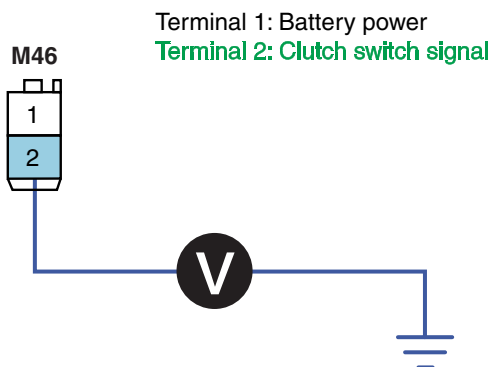 Terminal 1: Battery power
Terminal 2: Clutch switch signal
M46
1
2
V